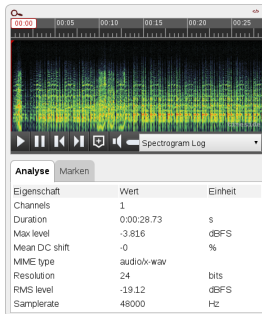 00:00 00:05 00:10 00:15 00:20 00:25
Spectrogram Log
Analyse Marken
Eigenschaft Wert Einheit
Channels 1
Duration 0:00:28.73 s
Max level -3.816 dBFS
Mean DC shift -0 %
MIME type audio/x-wav
Resolution 24 bits
RMS level -19.12 dBFS
Samplerate 48000 Hz